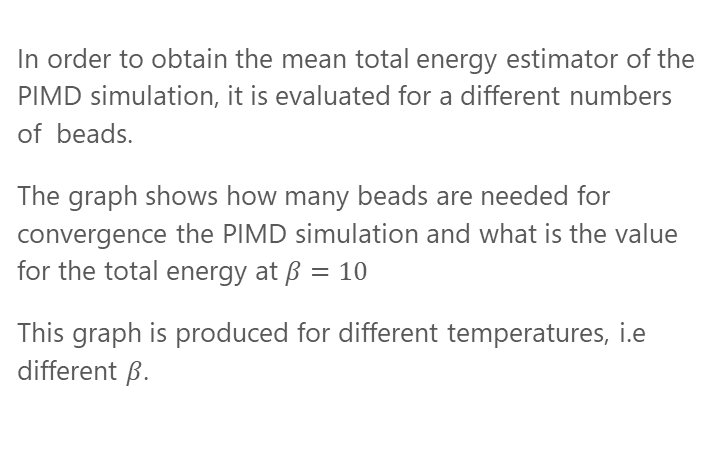 In order to obtain the mean total energy estimator of the
PIMD simulation, it is evaluated for a different numbers
of beads.
The graph shows how many beads are needed for
convergence the PIMD simulation and what is the value
for the total energy at 𝛽 = 10
This graph is produced for different temperatures, i.e
different 𝛽.